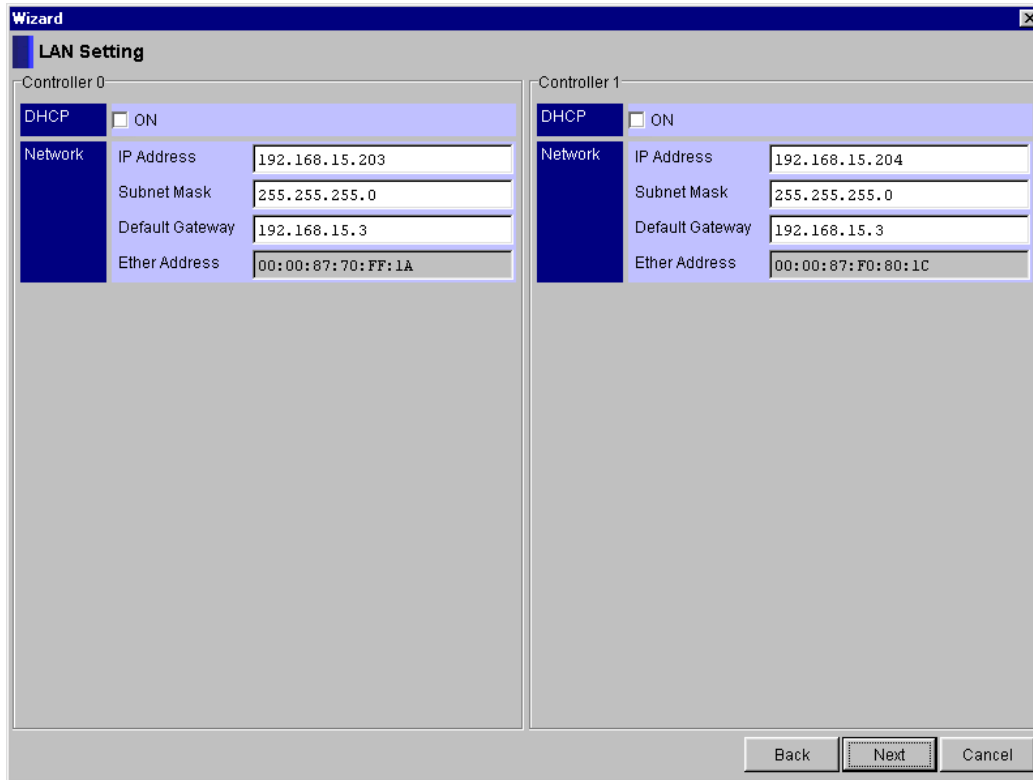 Wizard
LAN Setting
Controller 0
DHCP
ON
Network
IP Address
192.168.15.203
Subnet Mask
255.255.255.0
Default Gateway
192.168.15.3
Ether Address
00:00:87:70:FF:1A
Controller 1
DHCP
ON
Network
IP Address
192.168.15.204
Subnet Mask
255.255.255.0
Default Gateway
192.168.15.3
Ether Address
00:00:87:F0:80:1C
Back
Next
Cancel